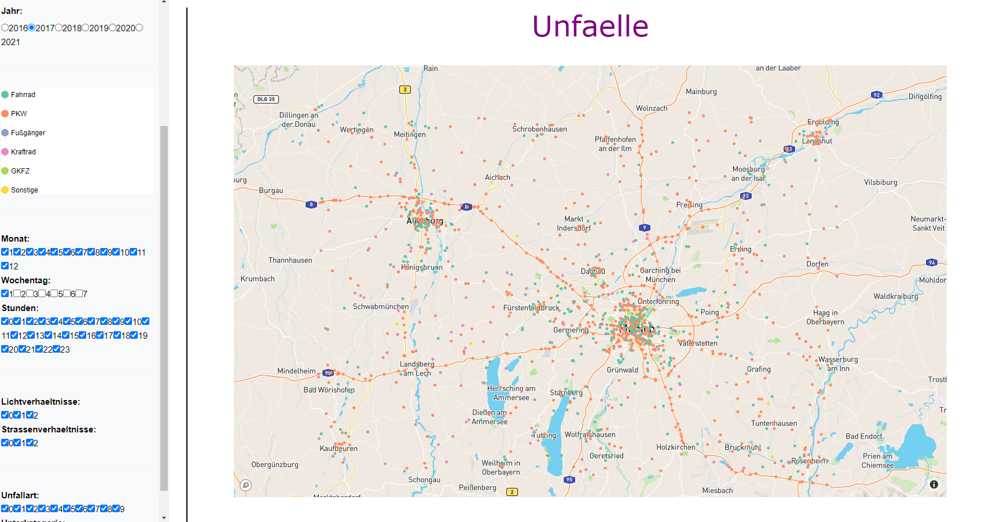 Jahr:
2016 2017 2018 2019 2020
2021
Fahrrad
PKW
Fußgänger
Kraftrad
GKFZ
Sonstige
Monat:
1 2 3 4 5 6 7 8 9 10 11
12
Wochentag:
1 2 3 4 5 6 7
Stunden:
0 1 2 3 4 5 6 7 8 9 10
11 12 13 14 15 16 17 18 19
20 21 22 23
Lichtverhaeltnisse:
0 1 2
Strassenverhaeltnisse:
0 1 2
Unfallart:
0 1 2 3 4 5 6 7 8 9
Unfaelle
Rain
an der Laaber
2
Mainburg
92
Dingolfing
DLG 35
Wolnzach
Dillingen an
der Donau
Wertingen
Meitingen
Schrobenhausen
Ergolding
Landshut
Pfaffenhofen
an der Ilm
92
Moosburg
an der Isar
Aichach
Vilsbiburg
Burgau
8
8
92
Freising
Augsburg
Markt
Indersdorf
9
Neumarkt-
Sankt Veit
Erding
Thannhausen
Königsbrunn
Dachau
Garching bei
München
Dorfen
94
Krumbach
Mühldor
Schwabmünchen
Fürstenfeldbruck
Unterföhring
Waldkraiburg
Poing
Haag in
Oberbayern
Germering
Munich
Vaterstetten
Mindelheim
96
Landsberg
am Lech
Grünwald
Grafing
Wasserburg
am Inn
Bad Wörishofen
Herrsching am
Ammersee
Starnberg
Trostb
Dießen am
Ammersee
Tuntenhausen
Tutzing
Wolfratshausen
Bad Endorf
Kaufbeuren
Holzkirchen
Bruckmühl
Geretsried
Rosenheim
Prien am
Chiemsee
Obergünzburg
Weilheim in
Oberbayern
Schongau
95
Peißenberg
2
Miesbach
Marktoberdorf